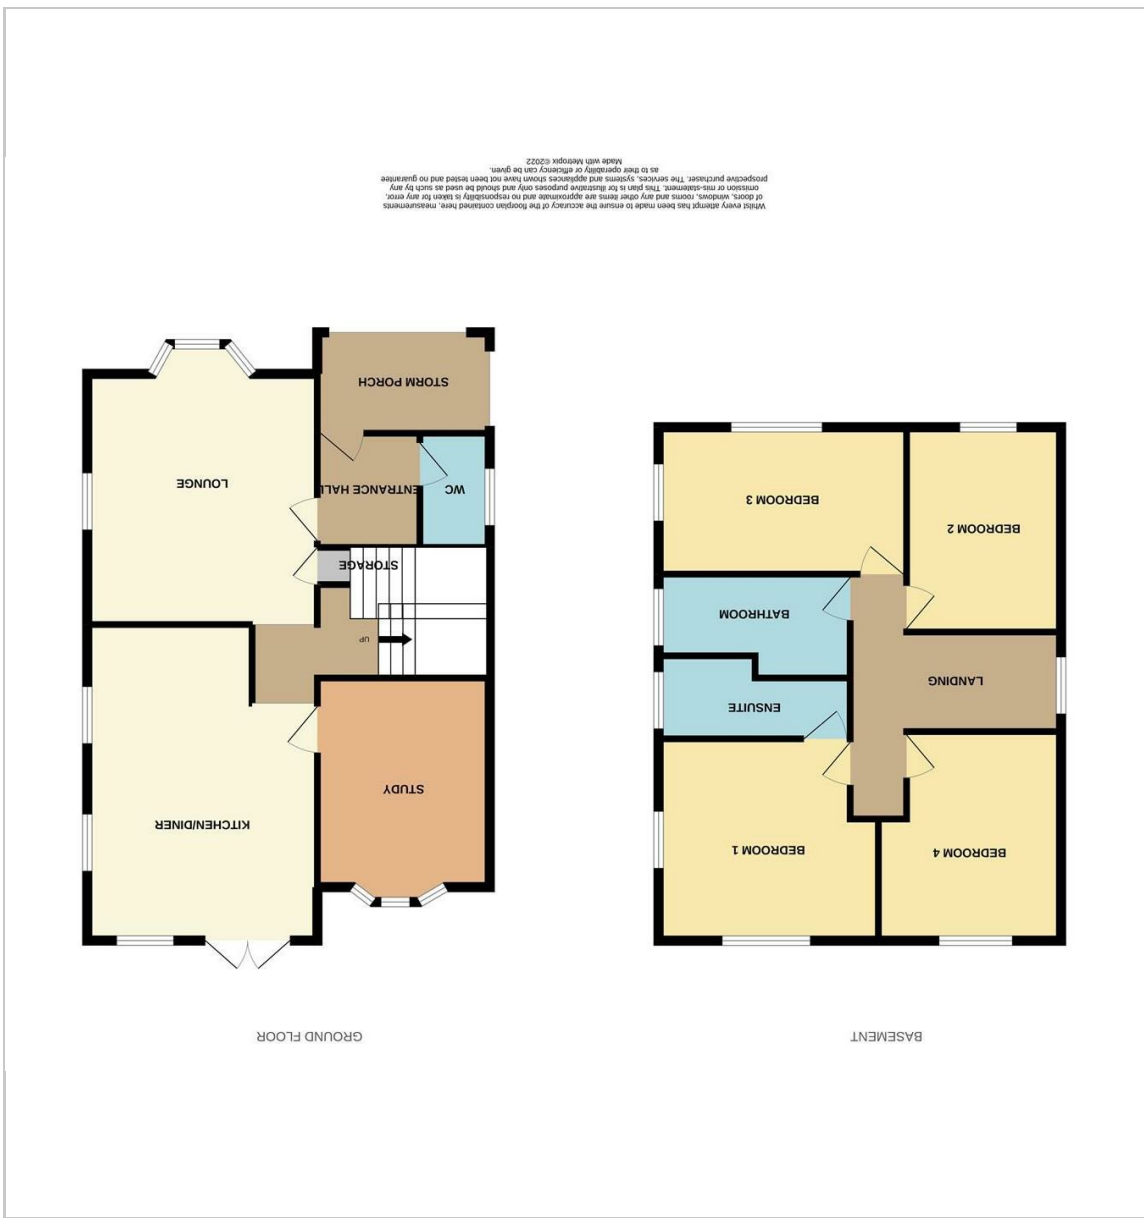 BASEMENT
BEDROOM 4
BEDROOM 1
ENSUITE
LANDING
BATHROOM
BEDROOM 2
BEDROOM 3
GROUND FLOOR
KITCHEN/DINER
STUDY
UP
STORAGE
WC
ENTRANCE HALL
LOUNGE
STORM PORCH
Whilst every attempt has been made to ensure the accuracy of the floorplan contained here, measurements
of doors, windows, rooms and any other items are approximate and no responsibility is taken for any error,
omission or mis-statement. This plan is for illustrative purposes only and should be used as such by any
prospective purchaser. The services, systems and appliances shown have not been tested and no guarantee
as to their operability or efficiency can be given.
Made with Metropix ©2022